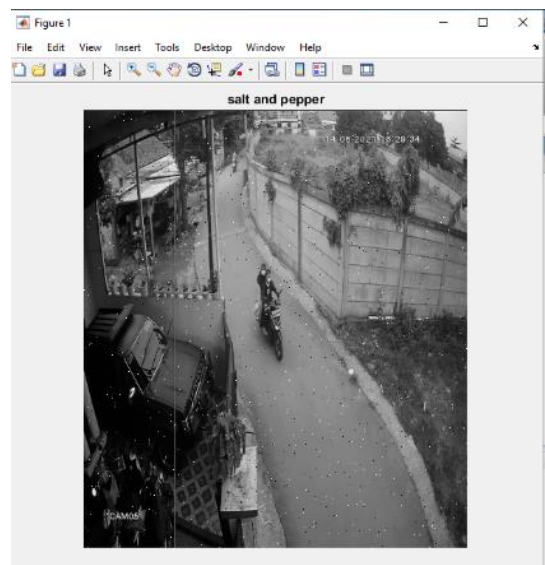 Figure 1
File Edit View Insert Tools Desktop Window Help
salt and pepper
CAM05